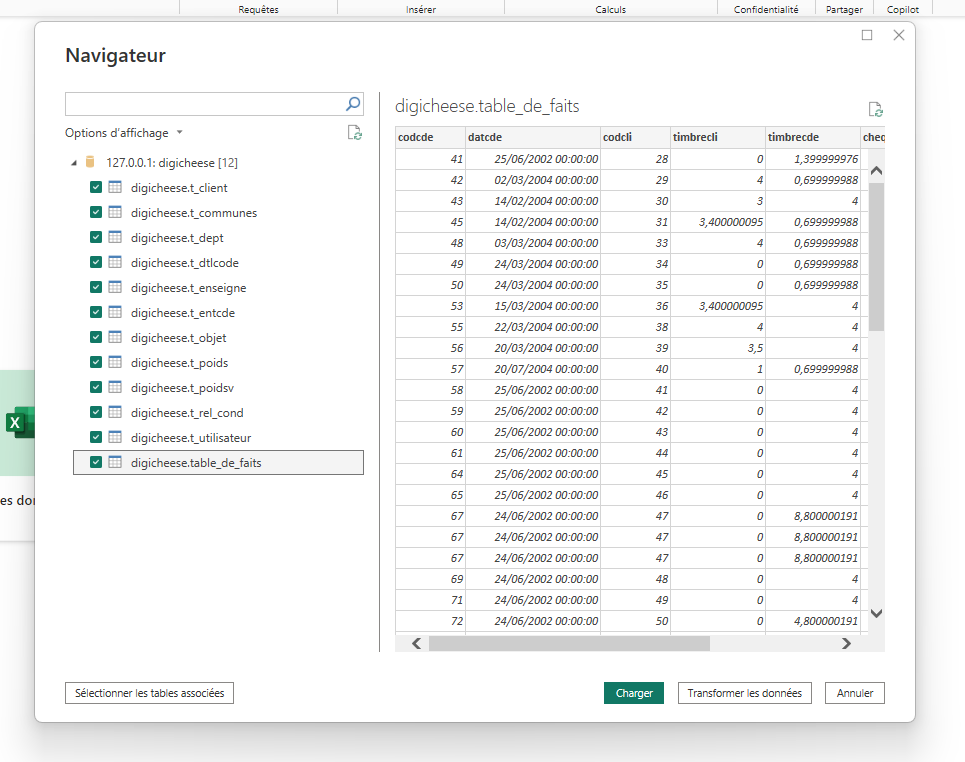 Requêtes Insérer Calculs Confidentialité Partager Copilot
Navigateur
Options d'affichage
127.0.0.1: digicheese [12]
digicheese.t_client
digicheese.t_communes
digicheese.t_dept
digicheese.t_dtlcode
digicheese.t_enseigne
digicheese.t_entcde
digicheese.t_objet
digicheese.t_poids
digicheese.t_poidsv
digicheese.t_rel_cond
digicheese.t_utilisateur
digicheese.table_de_faits
digicheese.table_de_faits
codcde datcde codcli timbrecli timbrecde cheq
41 25/06/2002 00:00:00 28 0 1,399999976
42 02/03/2004 00:00:00 29 4 0,699999988
43 14/02/2004 00:00:00 30 3 4
45 14/02/2004 00:00:00 31 3,400000095 0,699999988
48 03/03/2004 00:00:00 33 4 0,699999988
49 24/03/2004 00:00:00 34 0 0,699999988
50 24/03/2004 00:00:00 35 0 0,699999988
53 15/03/2004 00:00:00 36 3,400000095 4
55 22/03/2004 00:00:00 38 4 4
56 20/03/2004 00:00:00 39 3,5 4
57 20/07/2004 00:00:00 40 1 0,699999988
58 25/06/2002 00:00:00 41 0 4
59 25/06/2002 00:00:00 42 0 4
60 25/06/2002 00:00:00 43 0 4
61 25/06/2002 00:00:00 44 0 4
64 25/06/2002 00:00:00 45 0 4
65 25/06/2002 00:00:00 46 0 4
67 24/06/2002 00:00:00 47 0 8,800000191
67 24/06/2002 00:00:00 47 0 8,800000191
67 24/06/2002 00:00:00 47 0 8,800000191
69 24/06/2002 00:00:00 48 0 4
71 24/06/2002 00:00:00 49 0 4
72 24/06/2002 00:00:00 50 0 4,800000191
X
es dor
Sélectionner les tables associées Charger Transformer les données Annuler